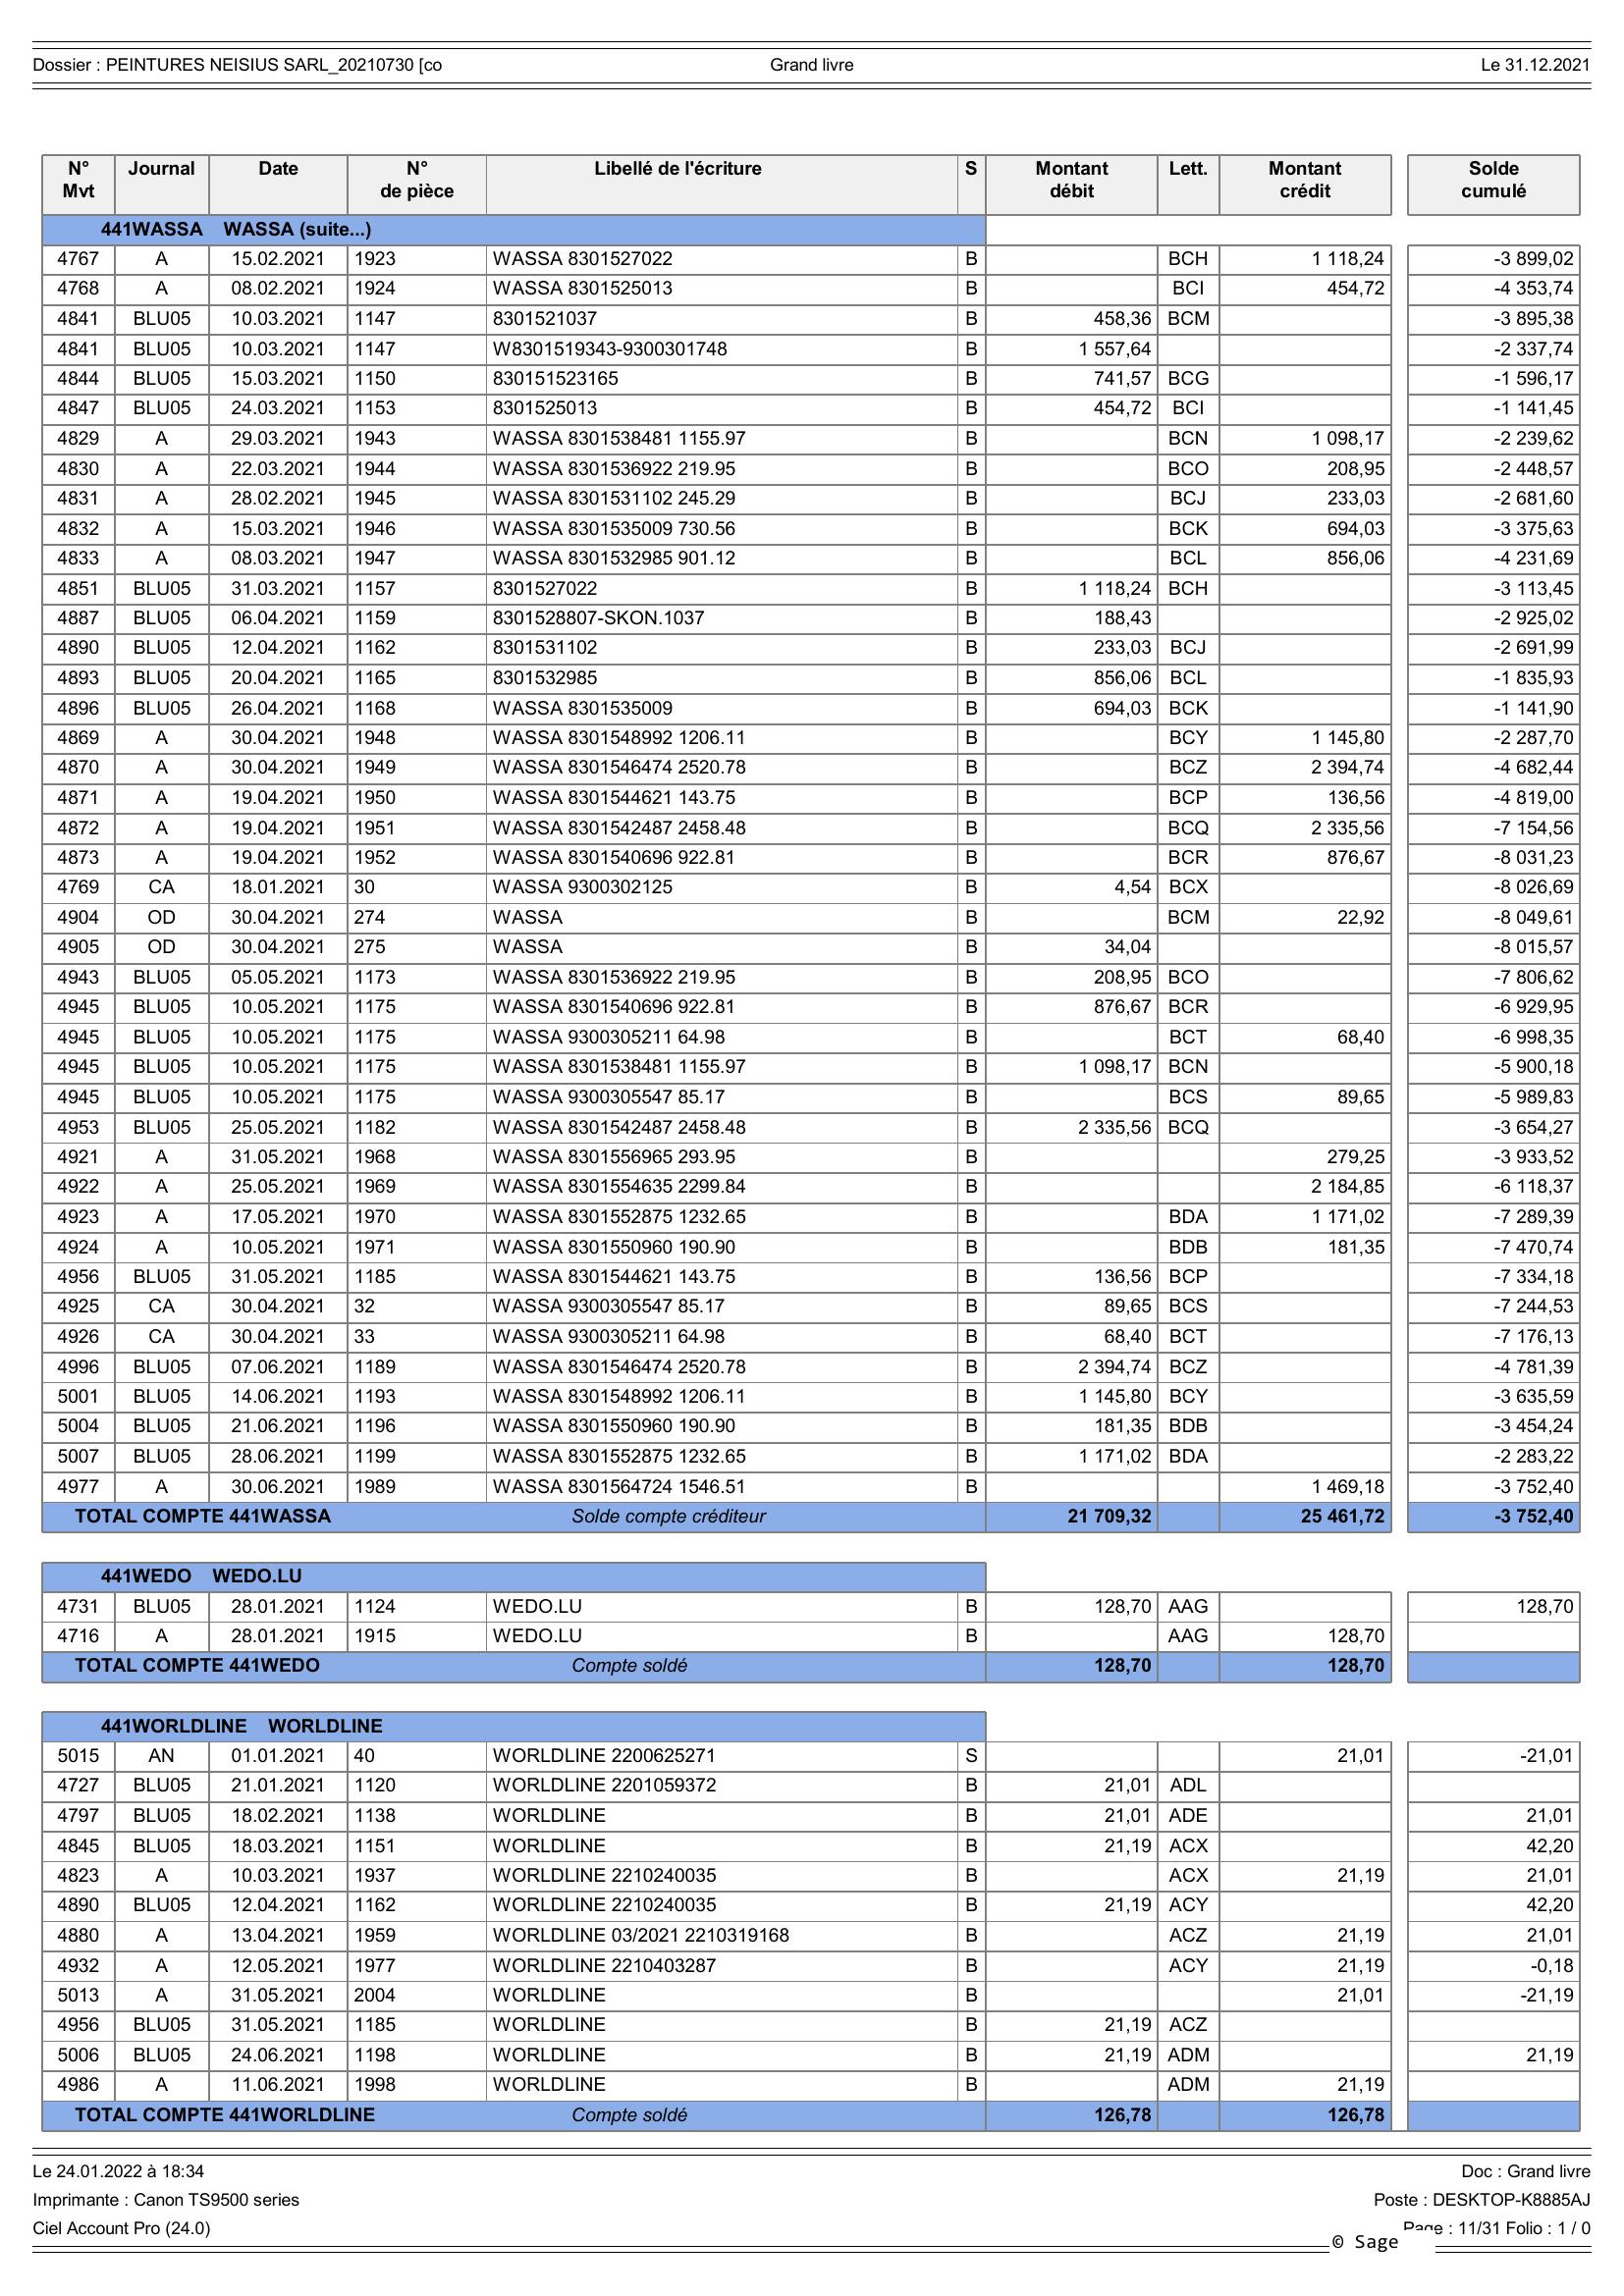 Dossier : PEINTURES NEISIUS SARL_20210730 [co Grand livre Le 31.12.2021
N° Mvt Journal Date N° de pièce Libellé de l'écriture S Montant débit Lett. Montant crédit Solde cumulé
441WASSA WASSA (suite...)
4767 A 15.02.2021 1923 WASSA 8301527022 B BCH 1 118,24 -3 899,02
4768 A 08.02.2021 1924 WASSA 8301525013 B BCI 454,72 -4 353,74
4841 BLU05 10.03.2021 1147 8301521037 B 458,36 BCM -3 895,38
4841 BLU05 10.03.2021 1147 W8301519343-9300301748 B 1 557,64 -2 337,74
4844 BLU05 15.03.2021 1150 830151523165 B 741,57 BCG -1 596,17
4847 BLU05 24.03.2021 1153 8301525013 B 454,72 BCI -1 141,45
4829 A 29.03.2021 1943 WASSA 8301538481 1155.97 B BCN 1 098,17 -2 239,62
4830 A 22.03.2021 1944 WASSA 8301536922 219.95 B BCO 208,95 -2 448,57
4831 A 28.02.2021 1945 WASSA 8301531102 245.29 B BCJ 233,03 -2 681,60
4832 A 15.03.2021 1946 WASSA 8301535009 730.56 B BCK 694,03 -3 375,63
4833 A 08.03.2021 1947 WASSA 8301532985 901.12 B BCL 856,06 -4 231,69
4851 BLU05 31.03.2021 1157 8301527022 B 1 118,24 BCH -3 113,45
4887 BLU05 06.04.2021 1159 8301528807-SKON.1037 B 188,43 -2 925,02
4890 BLU05 12.04.2021 1162 8301531102 B 233,03 BCJ -2 691,99
4893 BLU05 20.04.2021 1165 8301532985 B 856,06 BCL -1 835,93
4896 BLU05 26.04.2021 1168 WASSA 8301535009 B 694,03 BCK -1 141,90
4869 A 30.04.2021 1948 WASSA 8301548992 1206.11 B BCY 1 145,80 -2 287,70
4870 A 30.04.2021 1949 WASSA 8301546474 2520.78 B BCZ 2 394,74 -4 682,44
4871 A 19.04.2021 1950 WASSA 8301544621 143.75 B BCP 136,56 -4 819,00
4872 A 19.04.2021 1951 WASSA 8301542487 2458.48 B BCQ 2 335,56 -7 154,56
4873 A 19.04.2021 1952 WASSA 8301540696 922.81 B BCR 876,67 -8 031,23
4769 CA 18.01.2021 30 WASSA 9300302125 B 4,54 BCX -8 026,69
4904 OD 30.04.2021 274 WASSA B BCM 22,92 -8 049,61
4905 OD 30.04.2021 275 WASSA B 34,04 -8 015,57
4943 BLU05 05.05.2021 1173 WASSA 8301536922 219.95 B 208,95 BCO -7 806,62
4945 BLU05 10.05.2021 1175 WASSA 8301540696 922.81 B 876,67 BCR -6 929,95
4945 BLU05 10.05.2021 1175 WASSA 9300305211 64.98 B BCT 68,40 -6 998,35
4945 BLU05 10.05.2021 1175 WASSA 8301538481 1155.97 B 1 098,17 BCN -5 900,18
4945 BLU05 10.05.2021 1175 WASSA 9300305547 85.17 B BCS 89,65 -5 989,83
4953 BLU05 25.05.2021 1182 WASSA 8301542487 2458.48 B 2 335,56 BCQ -3 654,27
4921 A 31.05.2021 1968 WASSA 8301556965 293.95 B 279,25 -3 933,52
4922 A 25.05.2021 1969 WASSA 8301554635 2299.84 B 2 184,85 -6 118,37
4923 A 17.05.2021 1970 WASSA 8301552875 1232.65 B BDA 1 171,02 -7 289,39
4924 A 10.05.2021 1971 WASSA 8301550960 190.90 B BDB 181,35 -7 470,74
4956 BLU05 31.05.2021 1185 WASSA 8301544621 143.75 B 136,56 BCP -7 334,18
4925 CA 30.04.2021 32 WASSA 9300305547 85.17 B 89,65 BCS -7 244,53
4926 CA 30.04.2021 33 WASSA 9300305211 64.98 B 68,40 BCT -7 176,13
4996 BLU05 07.06.2021 1189 WASSA 8301546474 2520.78 B 2 394,74 BCZ -4 781,39
5001 BLU05 14.06.2021 1193 WASSA 8301548992 1206.11 B 1 145,80 BCY -3 635,59
5004 BLU05 21.06.2021 1196 WASSA 8301550960 190.90 B 181,35 BDB -3 454,24
5007 BLU05 28.06.2021 1199 WASSA 8301552875 1232.65 B 1 171,02 BDA -2 283,22
4977 A 30.06.2021 1989 WASSA 8301564724 1546.51 B 1 469,18 -3 752,40
TOTAL COMPTE 441WASSA Solde compte créditeur 21 709,32 25 461,72 -3 752,40
441WEDO WEDO.LU
4731 BLU05 28.01.2021 1124 WEDO.LU B 128,70 AAG 128,70
4716 A 28.01.2021 1915 WEDO.LU B AAG 128,70
TOTAL COMPTE 441WEDO Compte soldé 128,70 128,70
441WORLDLINE WORLDLINE
5015 AN 01.01.2021 40 WORLDLINE 2200625271 S 21,01 -21,01
4727 BLU05 21.01.2021 1120 WORLDLINE 2201059372 B 21,01 ADL
4797 BLU05 18.02.2021 1138 WORLDLINE B 21,01 ADE 21,01
4845 BLU05 18.03.2021 1151 WORLDLINE B 21,19 ACX 42,20
4823 A 10.03.2021 1937 WORLDLINE 2210240035 B ACX 21,19 21,01
4890 BLU05 12.04.2021 1162 WORLDLINE 2210240035 B 21,19 ACY 42,20
4880 A 13.04.2021 1959 WORLDLINE 03/2021 2210319168 B ACZ 21,19 21,01
4932 A 12.05.2021 1977 WORLDLINE 2210403287 B ACY 21,19 -0,18
5013 A 31.05.2021 2004 WORLDLINE B 21,01 -21,19
4956 BLU05 31.05.2021 1185 WORLDLINE B 21,19 ACZ
5006 BLU05 24.06.2021 1198 WORLDLINE B 21,19 ADM 21,19
4986 A 11.06.2021 1998 WORLDLINE B ADM 21,19
TOTAL COMPTE 441WORLDLINE Compte soldé 126,78 126,78
Le 24.01.2022 à 18:34 Doc : Grand livre
Imprimante : Canon TS9500 series Poste : DESKTOP-K8885AJ
Ciel Account Pro (24.0) Page : 11/31 Folio : 1 / 0
© Sage